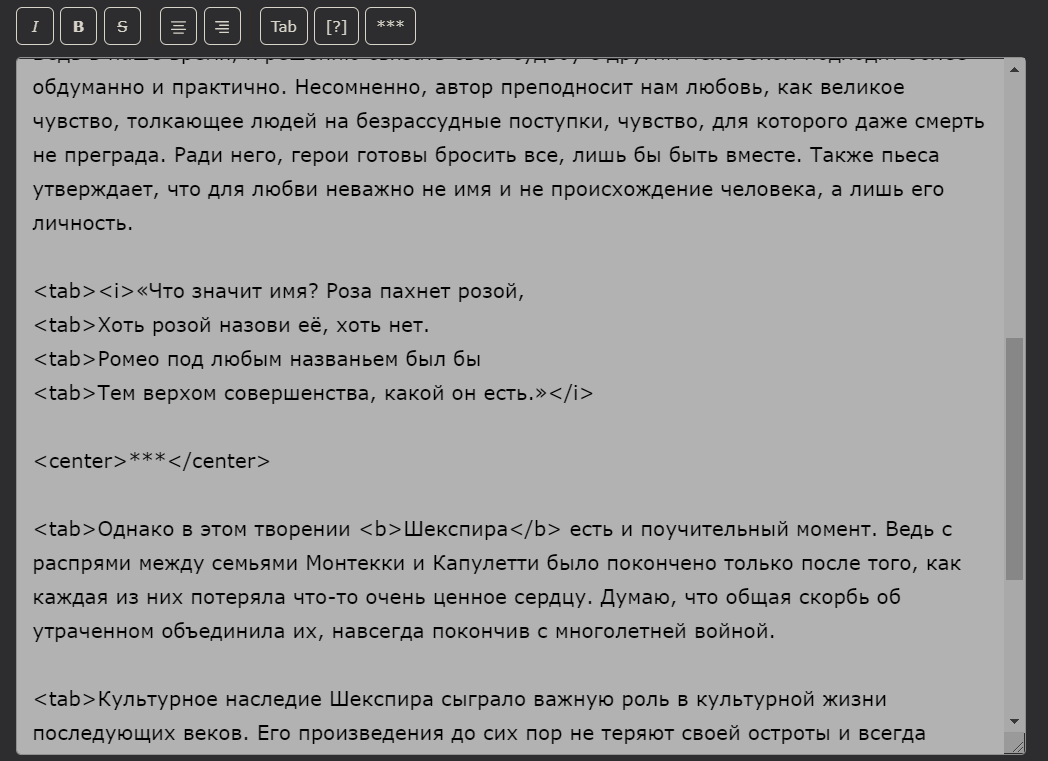 I B S Tab [?] ***
обдуманно и практично. Несомненно, автор преподносит нам любовь, как великое
чувство, толкающее людей на безрассудные поступки, чувство, для которого даже смерть
не преграда. Ради него, герои готовы бросить все, лишь бы быть вместе. Также пьеса
утверждает, что для любви неважно не имя и не происхождение человека, а лишь его
личность.
<tab><i>«Что значит имя? Роза пахнет розой,
<tab>Хоть розой назови её, хоть нет.
<tab>Ромео под любым названьем был бы
<tab>Тем верхом совершенства, какой он есть.»</i>
<center>***</center>
<tab>Однако в этом творении <b>Шекспира</b> есть и поучительный момент. Ведь с
распрями между семьями Монтекки и Капулетти было покончено только после того, как
каждая из них потеряла что-то очень ценное сердцу. Думаю, что общая скорбь об
утраченном объединила их, навсегда покончив с многолетней войной.
<tab>Культурное наследие Шекспира сыграло важную роль в культурной жизни
последующих веков. Его произведения до сих пор не теряют своей остроты и всегда